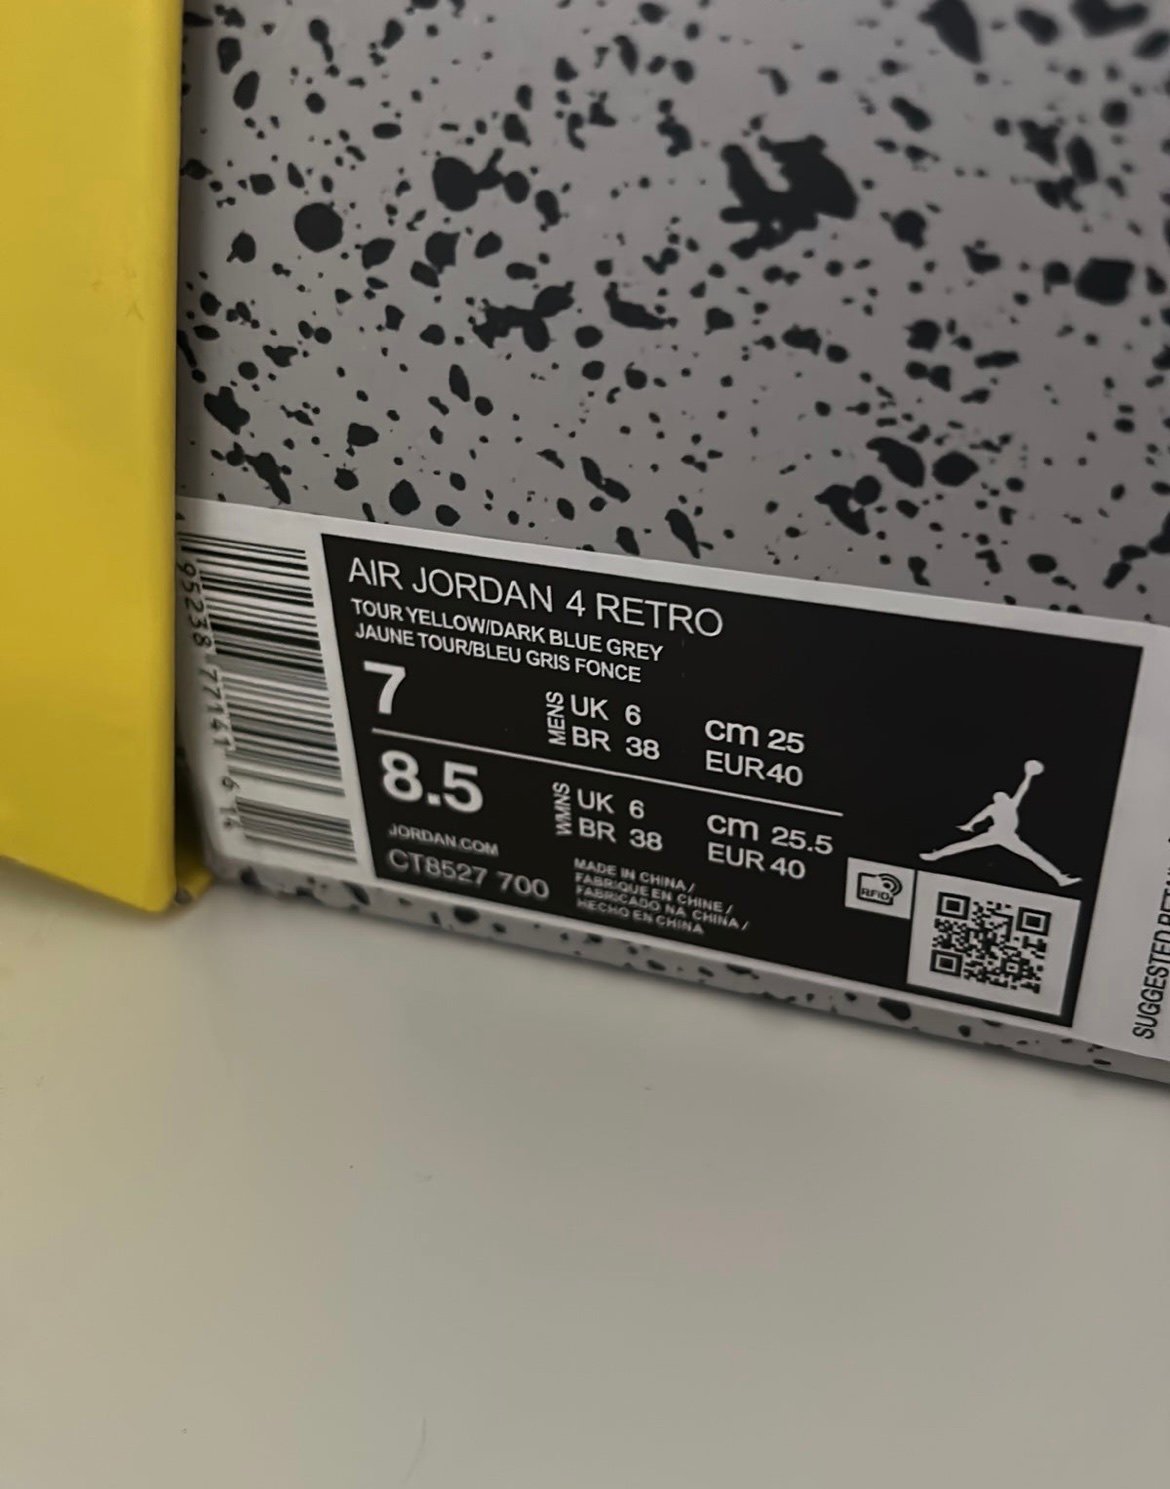 AIR JORDAN 4 RETRO
TOUR YELLOW/DARK BLUE GREY
JAUNE TOUR/BLEU GRIS FONCE
7
MENS
UK 6
BR 38
cm 25
EUR 40
8.5
WMNS
UK 6
BR 38
cm 25.5
EUR 40
JORDAN.COM
CT8527 700
MADE IN CHINA /
FABRIQUE EN CHINE /
FABRICADO NA CHINA /
HECHO EN CHINA
RFID
SUGGESTED